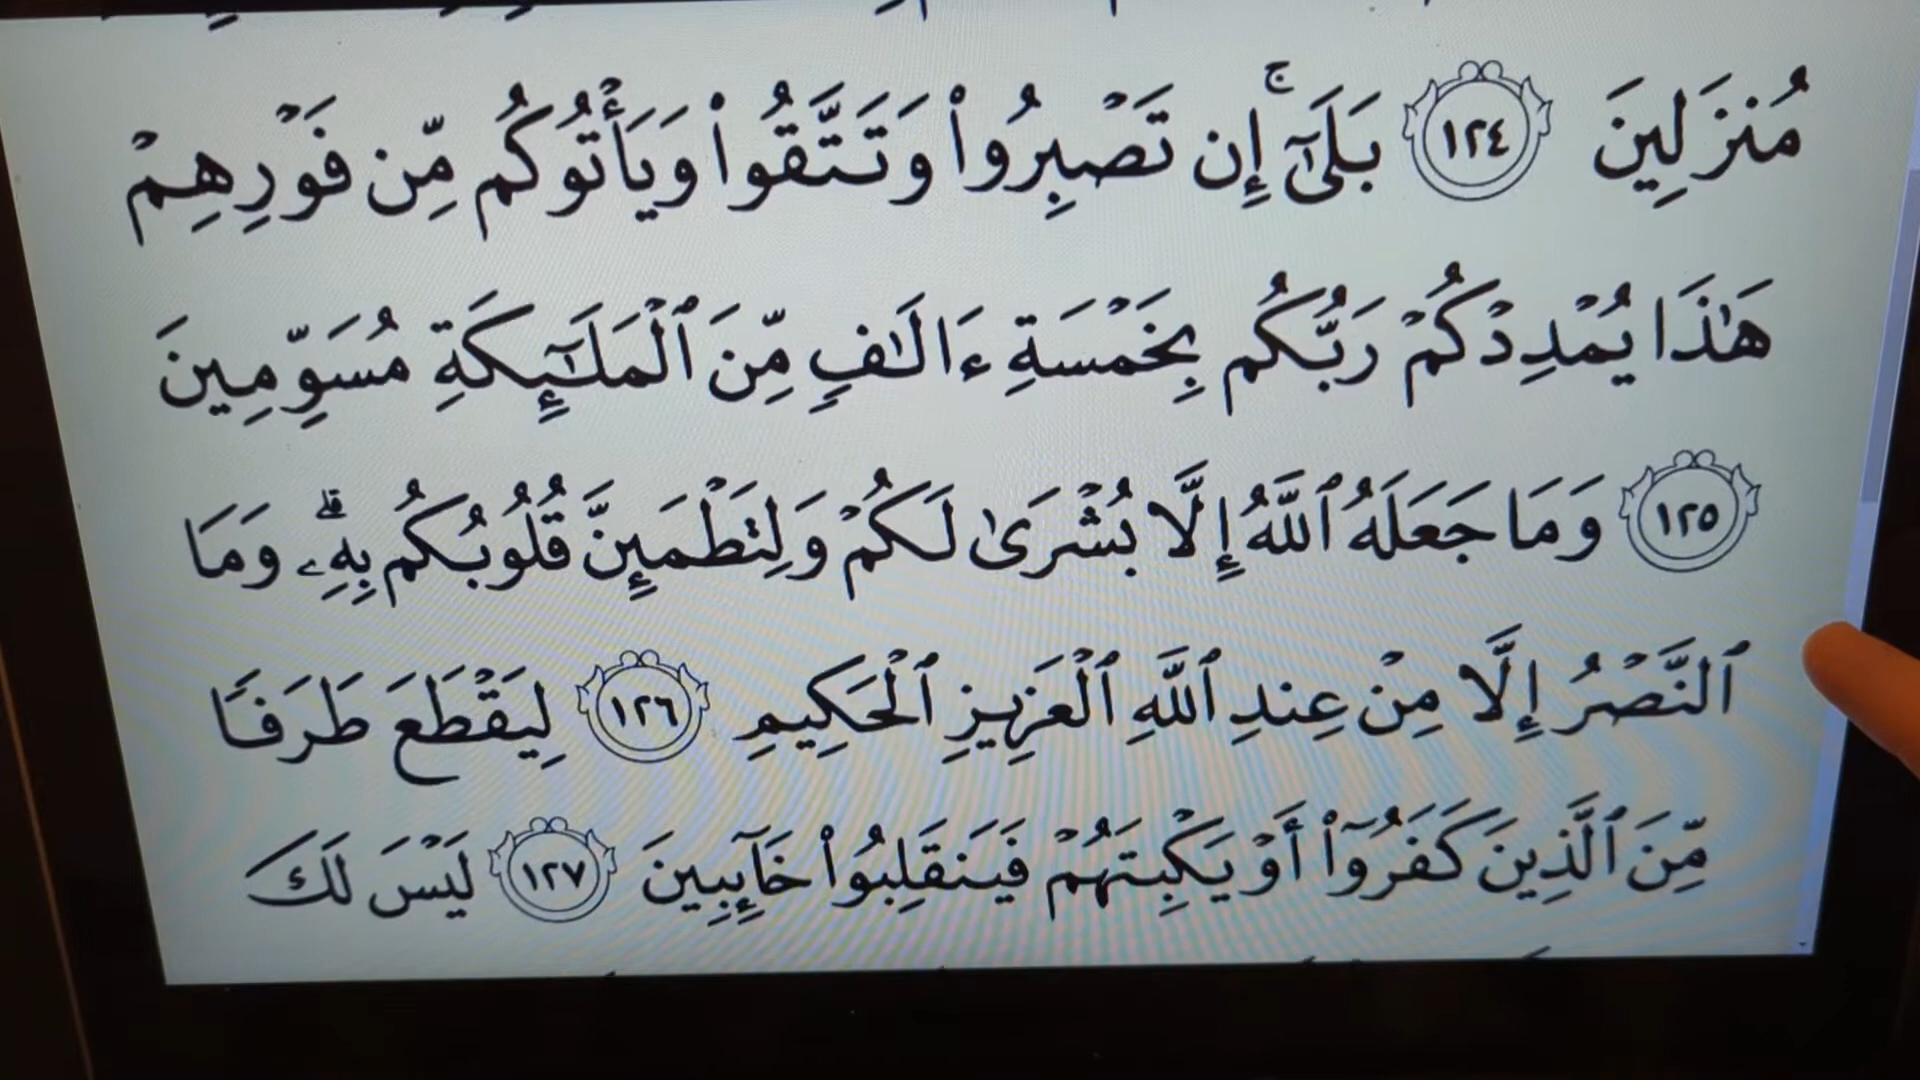 مُنزَلِينَ ١٢٤ بَلَىٰٓۚ إِن تَصۡبِرُواْ وَتَتَّقُواْ وَيَأۡتُوكُم مِّن فَوۡرِهِمۡ
هَٰذَا يُمۡدِدۡكُمۡ رَبُّكُم بِخَمۡسَةِ ءَالَٰفٖ مِّنَ ٱلۡمَلَٰٓئِكَةِ مُسَوِّمِينَ
١٢٥ وَمَا جَعَلَهُ ٱللَّهُ إِلَّا بُشۡرَىٰ لَكُمۡ وَلِتَطۡمَئِنَّ قُلُوبُكُم بِهِۦۗ وَمَا
ٱلنَّصۡرُ إِلَّا مِنۡ عِندِ ٱللَّهِ ٱلۡعَزِيزِ ٱلۡحَكِيمِ ١٢٦ لِيَقۡطَعَ طَرَفٗا
مِّنَ ٱلَّذِينَ كَفَرُوٓاْ أَوۡ يَكۡبِتَهُمۡ فَيَنقَلِبُواْ خَآئِبِينَ ١٢٧ لَيۡسَ لَكَ